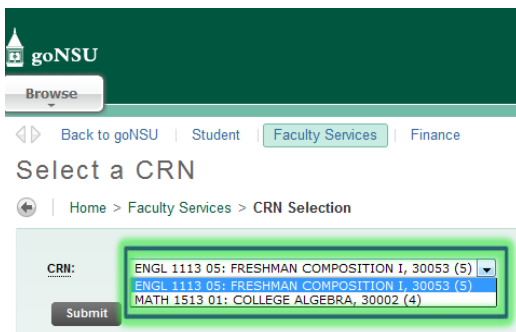 goNSU
Browse
Back to goNSU | Student | Faculty Services | Finance
Select a CRN
Home > Faculty Services > CRN Selection
CRN: ENGL 1113 05: FRESHMAN COMPOSITION I, 30053 (5)
ENGL 1113 05: FRESHMAN COMPOSITION I, 30053 (5)
MATH 1513 01: COLLEGE ALGEBRA, 30002 (4)
Submit